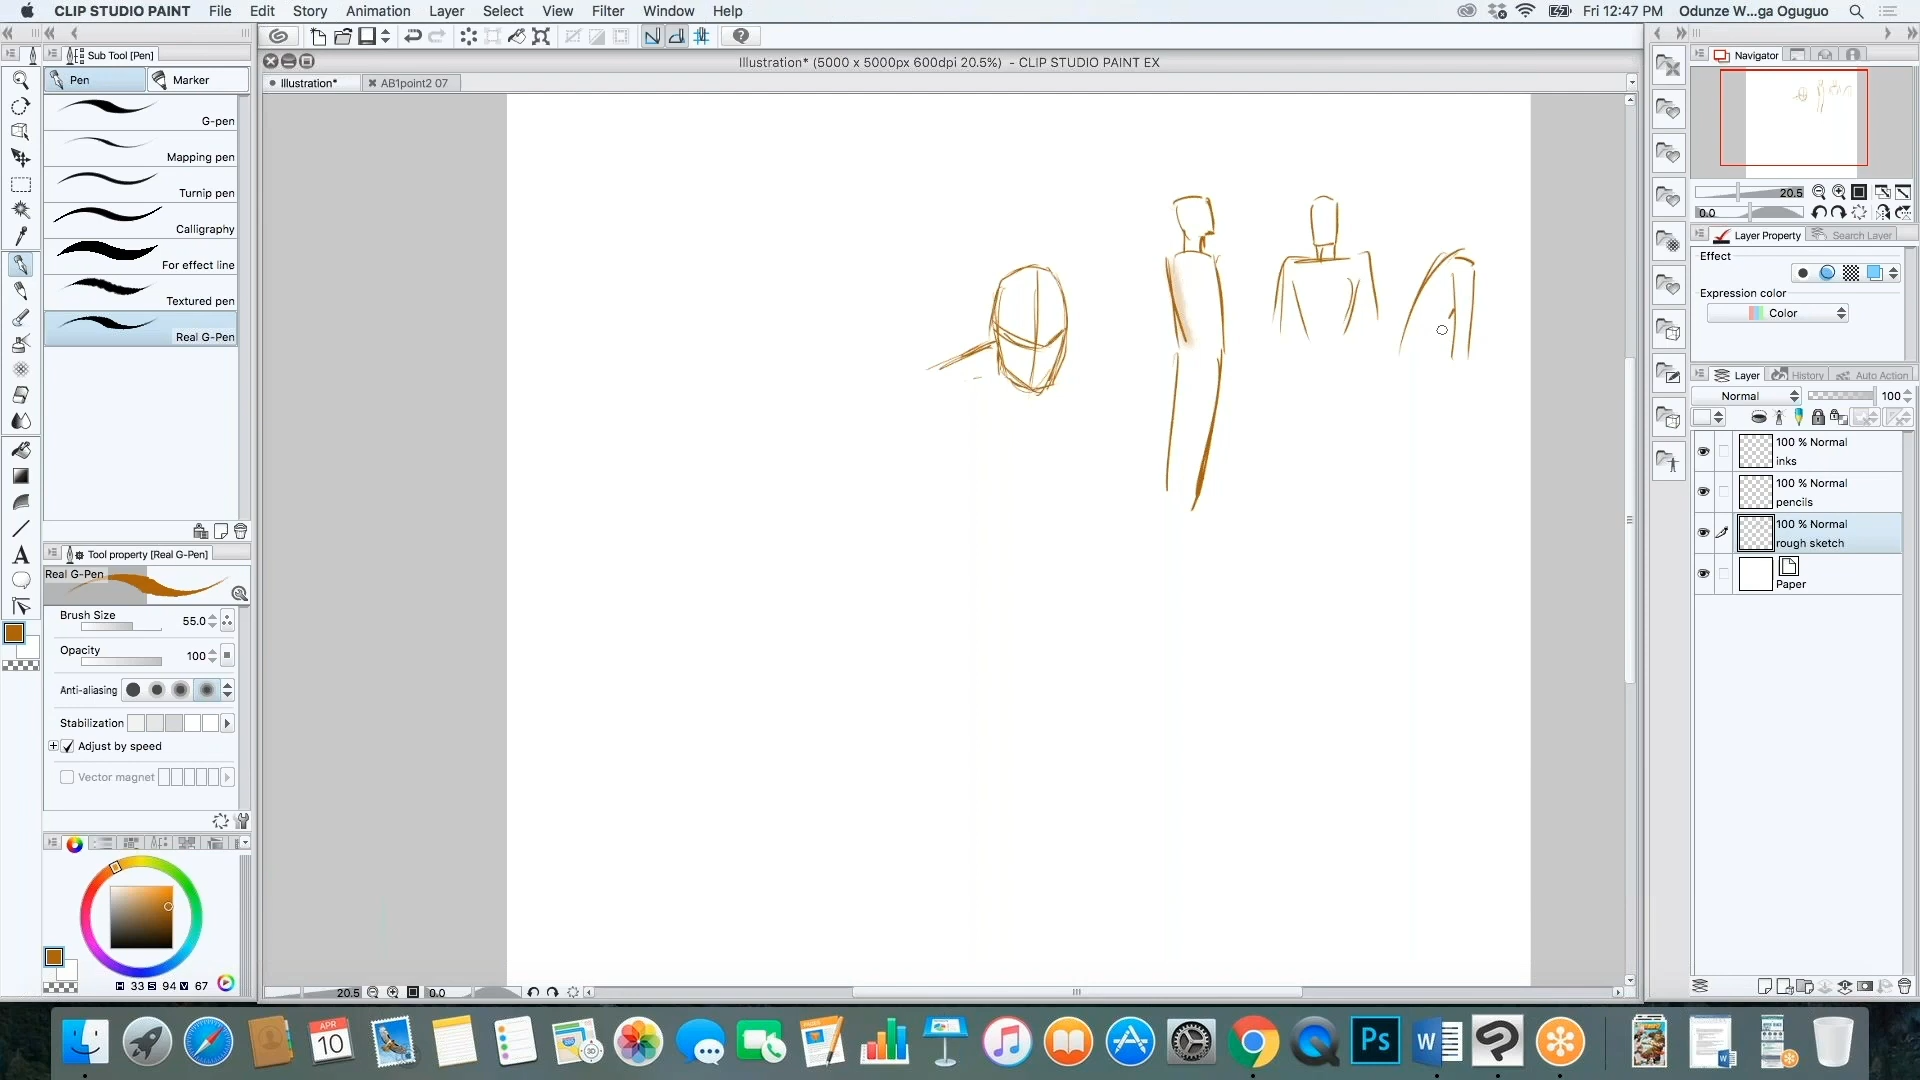 CLIP STUDIO PAINT File Edit Story Animation Layer Select View Filter Window Help Fri 12:47 PM Odunze W...ga Oguguo
Sub Tool [Pen]
Pen Marker
G-pen
Mapping pen
Turnip pen
Calligraphy
For effect line
Textured pen
Real G-Pen
Tool property [Real G-Pen]
Real G-Pen
Brush Size 55.0
Opacity 100
Anti-aliasing
Stabilization
Adjust by speed
Vector magnet
H 33 S 94 V 67
Illustration* (5000 x 5000px 600dpi 20.5%) - CLIP STUDIO PAINT EX
Illustration* AB1point2 07
20.5 0.0
Navigator
20.5
0.0
Layer Property Search Layer
Effect
Expression color
Color
Layer History Auto Action
Normal 100
100 % Normal
inks
100 % Normal
pencils
100 % Normal
rough sketch
Paper
APR
10
3D
PAGES
Ps
W